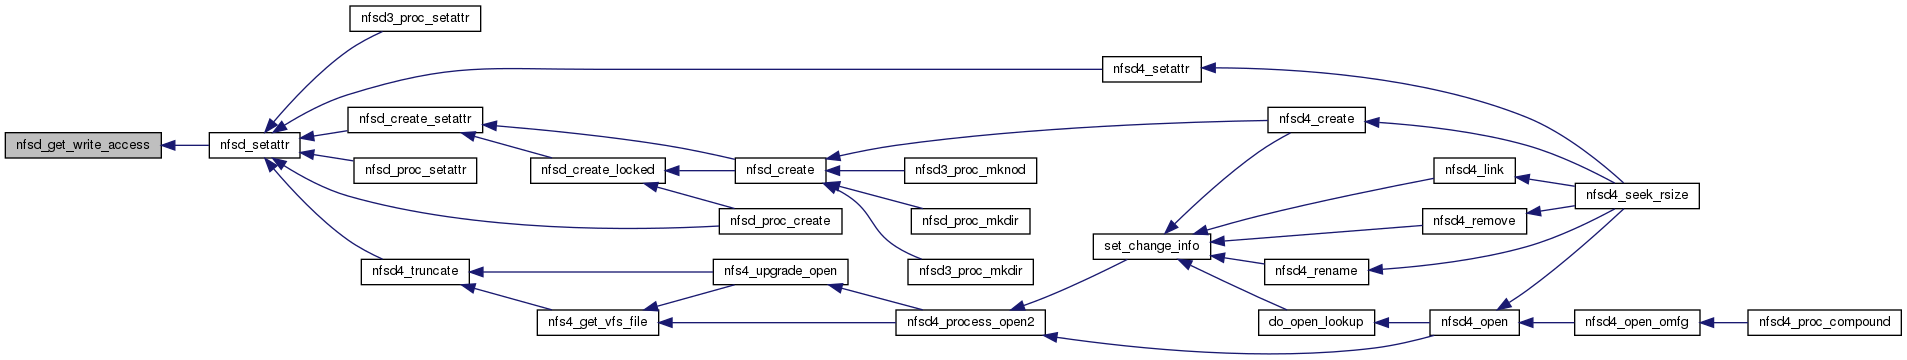 nfsd3_proc_setattr
nfsd4_setattr
nfsd_create_setattr
nfsd4_create
nfsd_get_write_access
nfsd_setattr
nfsd_proc_setattr
nfsd_create_locked
nfsd_create
nfsd3_proc_mknod
nfsd4_link
nfsd4_seek_rsize
nfsd_proc_create
nfsd_proc_mkdir
nfsd4_remove
set_change_info
nfsd4_truncate
nfs4_upgrade_open
nfsd3_proc_mkdir
nfsd4_rename
nfs4_get_vfs_file
nfsd4_process_open2
do_open_lookup
nfsd4_open
nfsd4_open_omfg
nfsd4_proc_compound